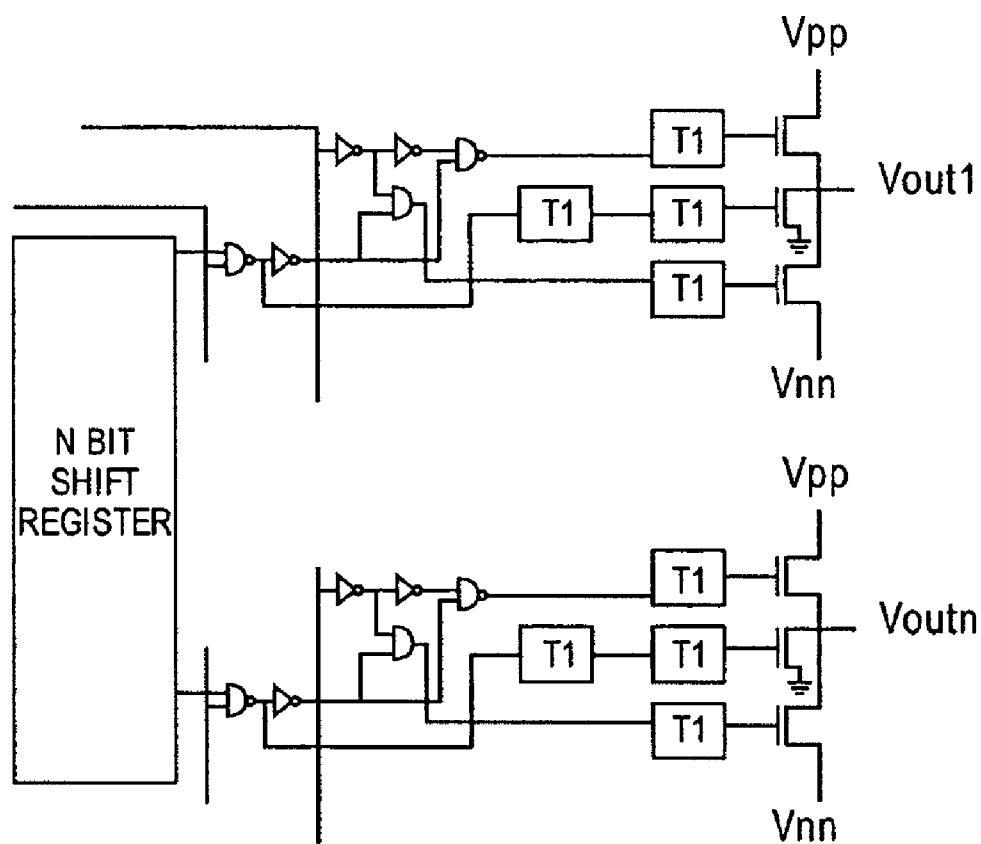 Vpp
T1
Vout1
T1
T1
T1
Vnn
N BIT
SHIFT
REGISTER
Vpp
T1
Voutn
T1
T1
T1
Vnn